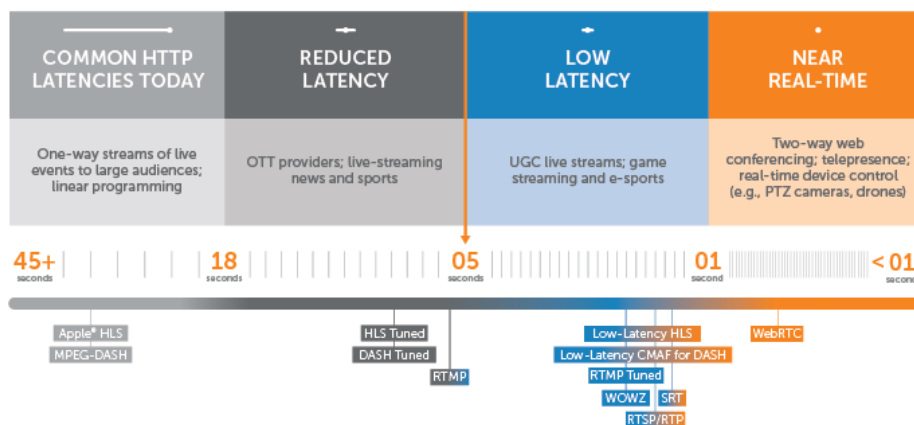 COMMON HTTP
LATENCIES TODAY
REDUCED
LATENCY
LOW
LATENCY
NEAR
REAL-TIME
One-way streams of live
events to large audiences;
linear programming
OTT providers; live-streaming
news and sports
UGC live streams; game
streaming and e-sports
Two-way web
conferencing; telepresence;
real-time device control
(e.g., PTZ cameras, drones)
45+
seconds
18
seconds
05
seconds
01
second
< 01
second
Apple® HLS
MPEG-DASH
HLS Tuned
DASH Tuned
RTMP
Low-Latency HLS
Low-Latency CMAF for DASH
RTMP Tuned
WOWZ
SRT
RTSP/RTP
WebRTC